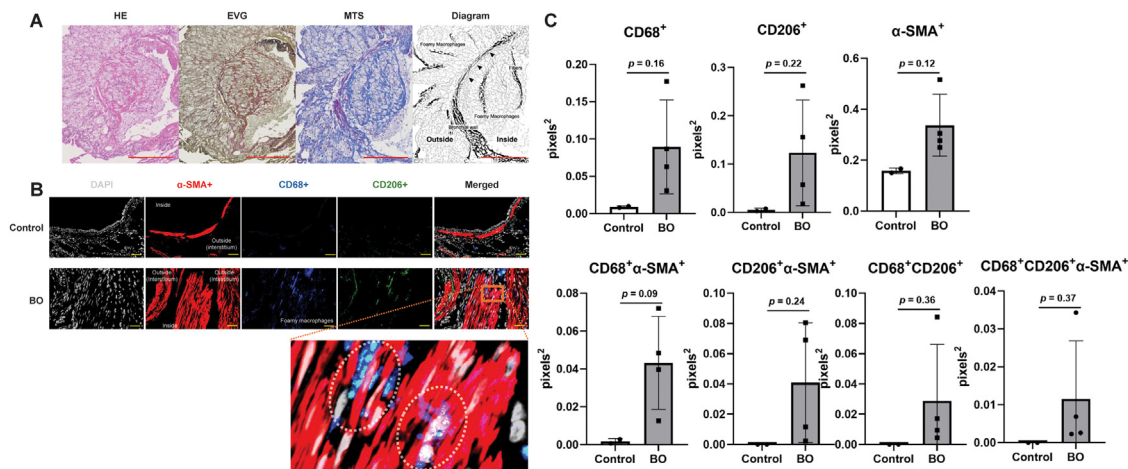 A
HE
EVG
MTS
Diagram
Foamy Macrophages
Fibers
Foamy Macrophages
Bronchial wall
Outside
Inside
B
DAPI
α-SMA+
CD68+
CD206+
Merged
Control
Inside
Outside
(interstitium)
BO
Outside
(interstitium)
Outside
(interstitium)
Inside
Foamy macrophages
C
CD68+
p = 0.16
pixels²
0.20
0.15
0.10
0.05
0.00
Control
BO
CD206+
p = 0.22
pixels²
0.3
0.2
0.1
0.0
Control
BO
α-SMA+
p = 0.12
pixels²
0.6
0.4
0.2
0.0
Control
BO
CD68+α-SMA+
p = 0.09
pixels²
0.08
0.06
0.04
0.02
0.00
Control
BO
CD206+α-SMA+
p = 0.24
pixels²
0.10
0.08
0.06
0.04
0.02
0.00
Control
BO
CD68+CD206+
p = 0.36
pixels²
0.10
0.08
0.06
0.04
0.02
0.00
Control
BO
CD68+CD206+α-SMA+
p = 0.37
pixels²
0.04
0.03
0.02
0.01
0.00
Control
BO